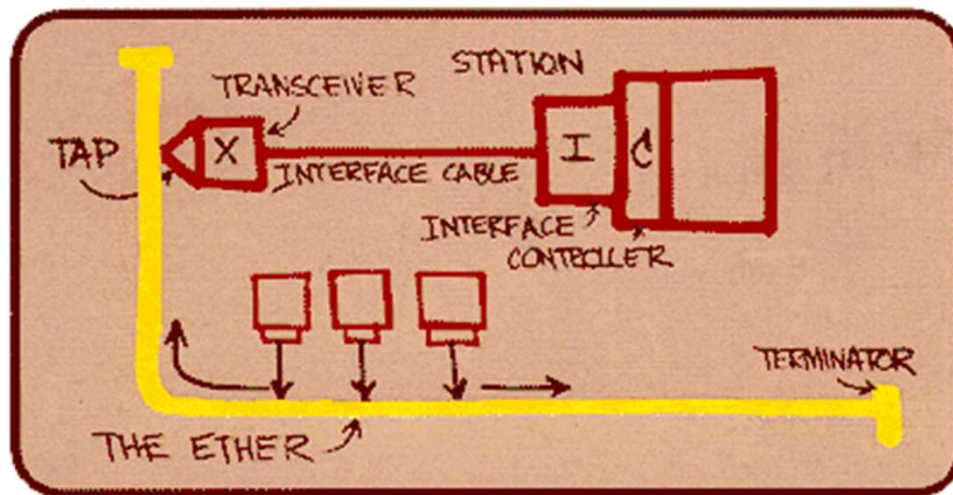 STATION
TRANSCEIVER
TAP
X
I
C
INTERFACE CABLE
INTERFACE
CONTROLLER
TERMINATOR
THE ETHER